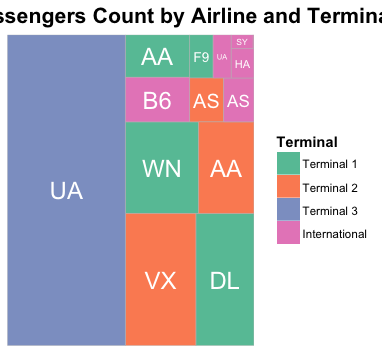 ssengers Count by Airline and Termina
UA
AA
F9
UA
SY
HA
B6
AS
AS
WN
AA
VX
DL
Terminal
Terminal 1
Terminal 2
Terminal 3
International